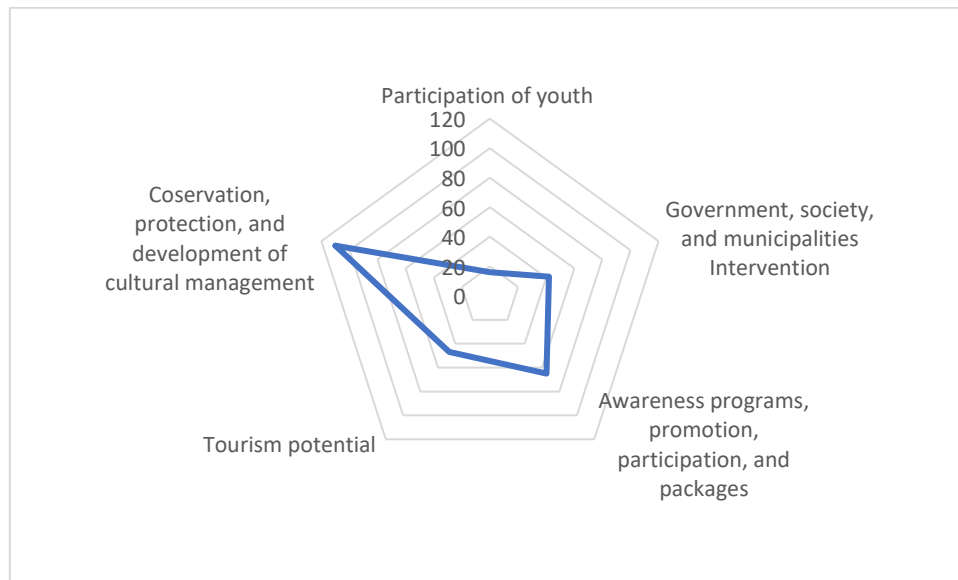 Participation of youth
120
100
80
60
40
20
0
Government, society,
and municipalities
Intervention
Awareness programs,
promotion,
participation, and
packages
Tourism potential
Coservation,
protection, and
development of
cultural management